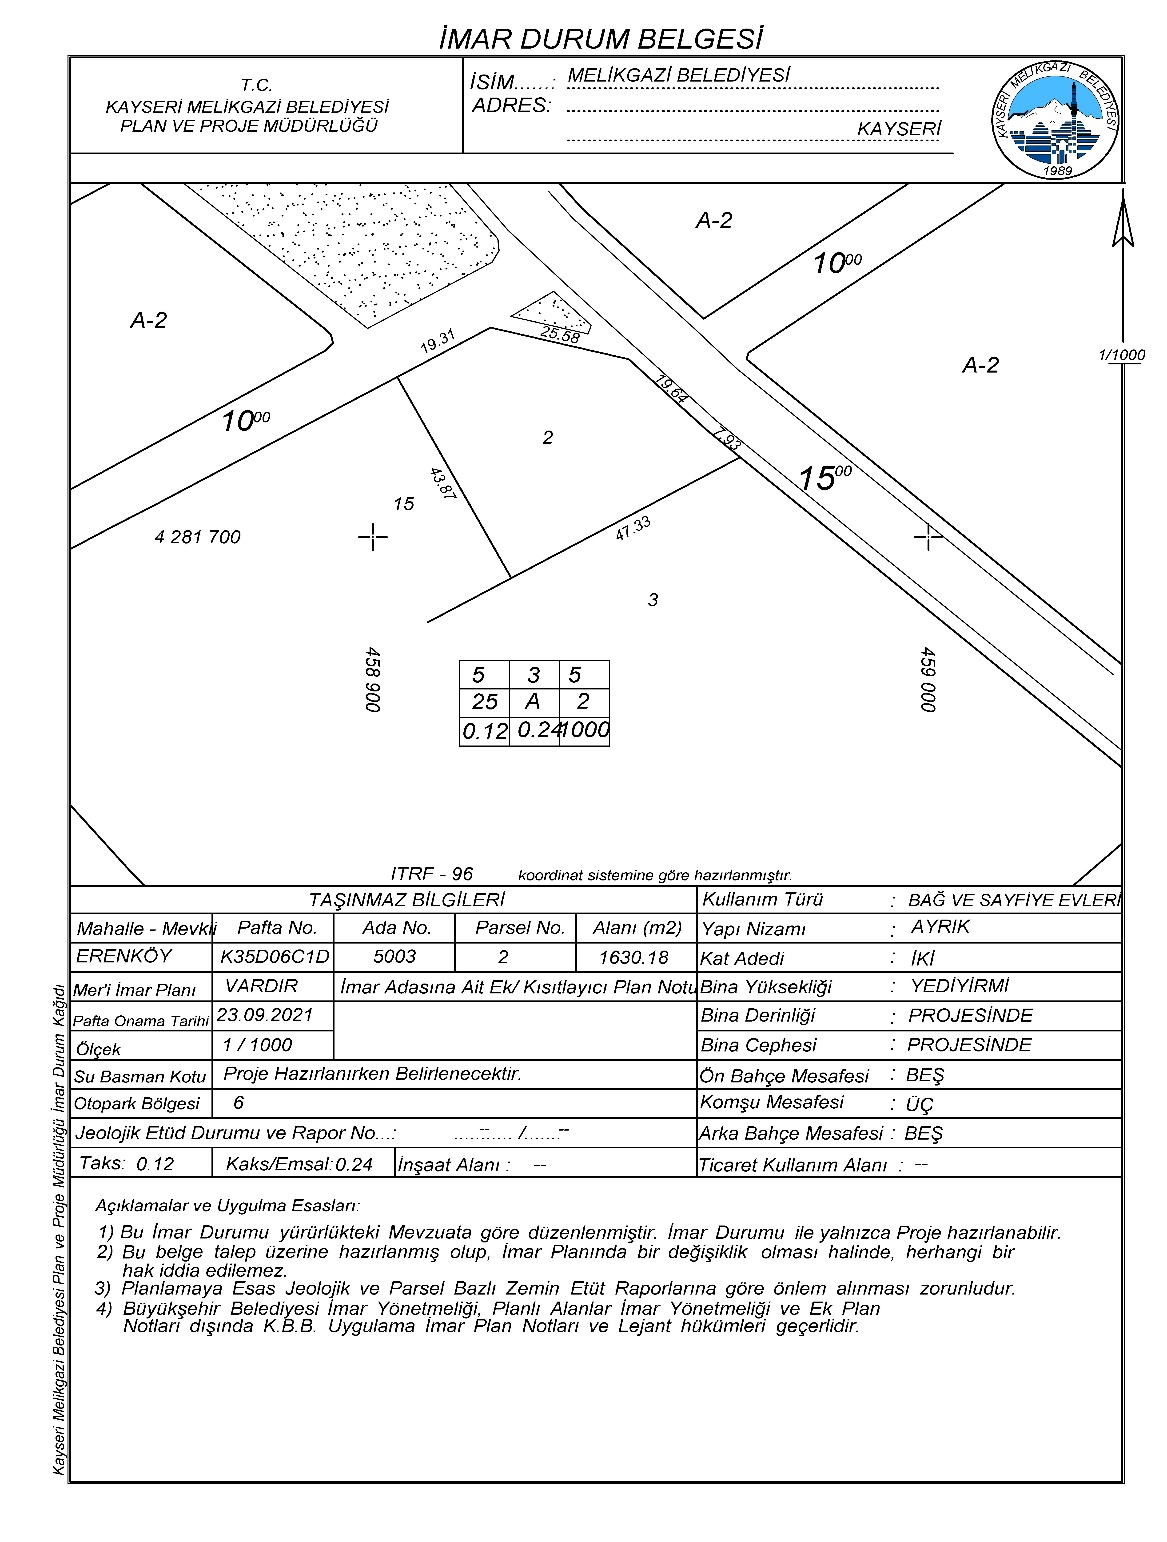 İMAR DURUM BELGESİ
T.C.
KAYSERİ MELİKGAZİ BELEDİYESİ
PLAN VE PROJE MÜDÜRLÜĞÜ
İSİM......: MELİKGAZİ BELEDİYESİ
ADRES:
KAYSERİ
KAYSERİ MELİKGAZİ BELEDİYESİ
1989
A-2
10⁰⁰
A-2
19.31
25.58
1/1000
A-2
19.64
10⁰⁰
2
7.93
15⁰⁰
43.87
15
47.33
4 281 700
3
458 900
459 000
5 3 5
25 A 2
0.12 0.24 1000
ITRF - 96 koordinat sistemine göre hazırlanmıştır.
TAŞINMAZ BİLGİLERİ
Mahalle - Mevkii Pafta No. Ada No. Parsel No. Alanı (m2)
ERENKÖY K35D06C1D 5003 2 1630.18
Mer'i İmar Planı VARDIR İmar Adasına Ait Ek/ Kısıtlayıcı Plan Notu
Pafta Onama Tarihi 23.09.2021
Ölçek 1 / 1000
Su Basman Kotu Proje Hazırlanırken Belirlenecektir.
Otopark Bölgesi 6
Jeolojik Etüd Durumu ve Rapor No...: ......--...... /.......--
Taks: 0.12 Kaks/Emsal: 0.24 İnşaat Alanı : --
Kullanım Türü : BAĞ VE SAYFİYE EVLERİ
Yapı Nizamı : AYRIK
Kat Adedi : İKİ
Bina Yüksekliği : YEDİYİRMİ
Bina Derinliği : PROJESİNDE
Bina Cephesi : PROJESİNDE
Ön Bahçe Mesafesi : BEŞ
Komşu Mesafesi : ÜÇ
Arka Bahçe Mesafesi : BEŞ
Ticaret Kullanım Alanı : --
Açıklamalar ve Uygulma Esasları:
1) Bu İmar Durumu yürürlükteki Mevzuata göre düzenlenmiştir. İmar Durumu ile yalnızca Proje hazırlanabilir.
2) Bu belge talep üzerine hazırlanmış olup, İmar Planında bir değişiklik olması halinde, herhangi bir
hak iddia edilemez.
3) Planlamaya Esas Jeolojik ve Parsel Bazlı Zemin Etüt Raporlarına göre önlem alınması zorunludur.
4) Büyükşehir Belediyesi İmar Yönetmeliği, Planlı Alanlar İmar Yönetmeliği ve Ek Plan
Notları dışında K.B.B. Uygulama İmar Plan Notları ve Lejant hükümleri geçerlidir.
Kayseri Melikgazi Belediyesi Plan ve Proje Müdürlüğü İmar Durum Kağıdı